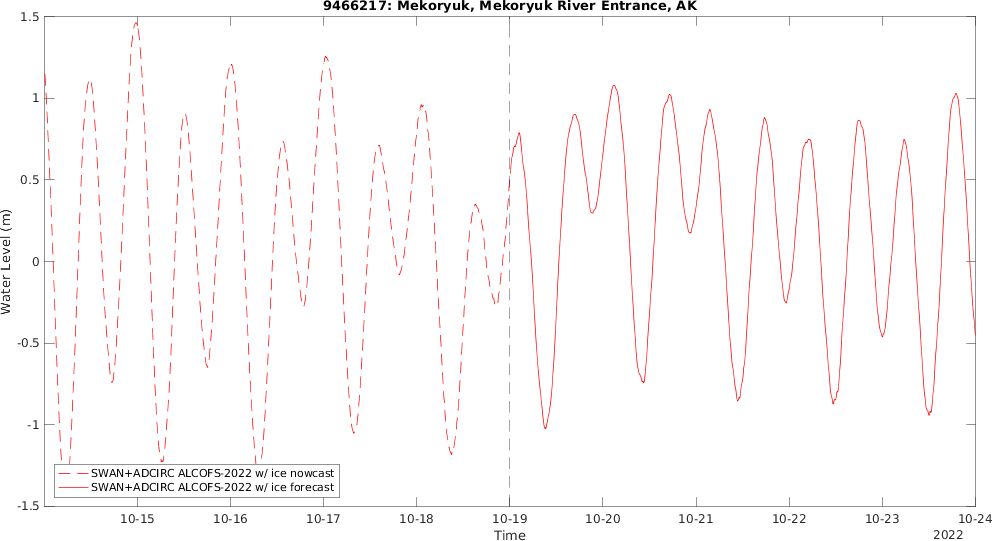 9466217: Mekoryuk, Mekoryuk River Entrance, AK
1.5
1
0.5
0
-0.5
-1
-1.5
Water Level (m)
SWAN+ADCIRC ALCOFS-2022 w/ ice nowcast
SWAN+ADCIRC ALCOFS-2022 w/ ice forecast
10-15 10-16 10-17 10-18 10-19 10-20 10-21 10-22 10-23 10-24
Time
2022